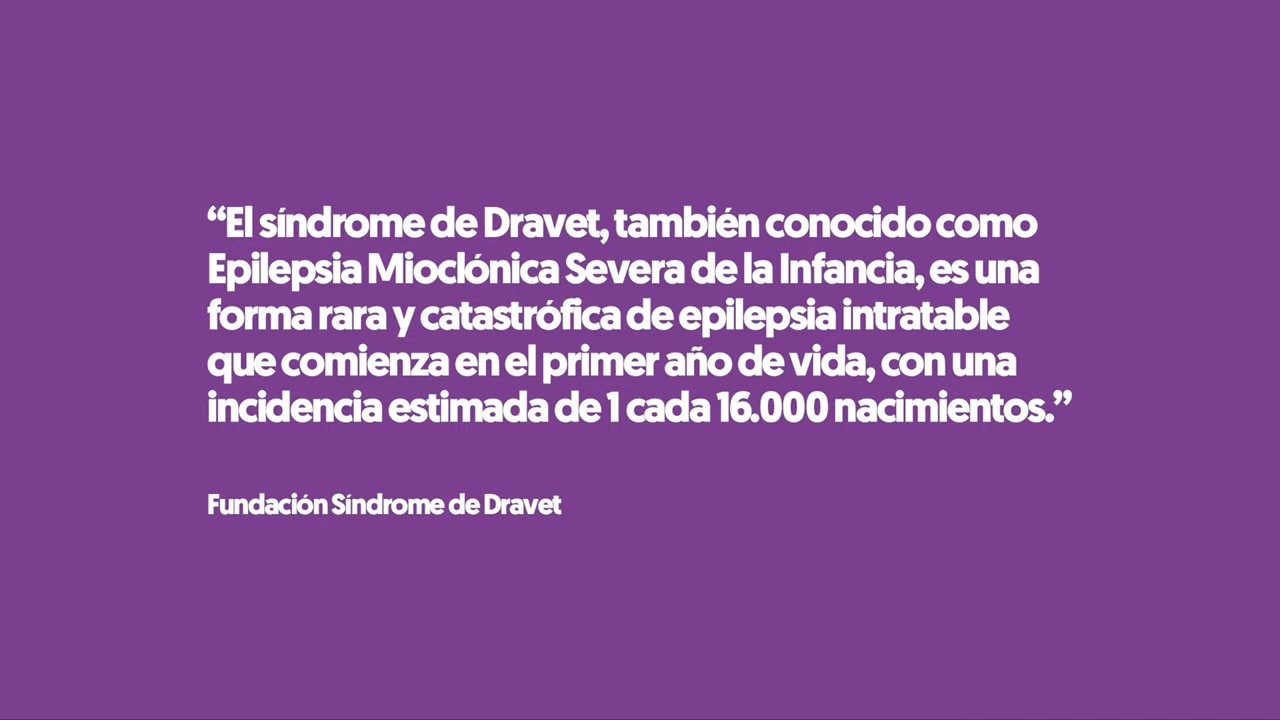 “El síndrome de Dravet, también conocido como
Epilepsia Mioclónica Severa de la Infancia, es una
forma rara y catastrófica de epilepsia intratable
que comienza en el primer año de vida, con una
incidencia estimada de 1 cada 16.000 nacimientos.”
Fundación Síndrome de Dravet